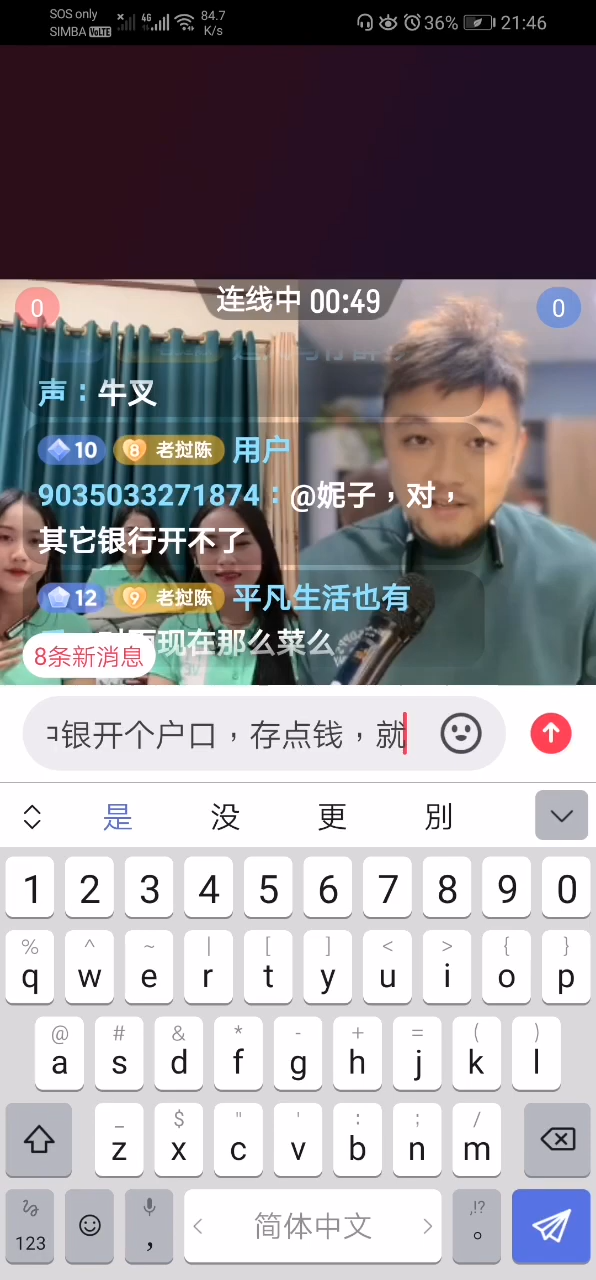 SOS only
SIMBA VoLTE
4G
84.7
K/s
36%
21:46
0
连线中 00:49
0
声：牛叉
10 8 老挝陈 用户
9035033271874：@妮子，对，
其它银行开不了
12 9 老挝陈 平凡生活也有
现在那么菜么
8条新消息
银开个户口，存点钱，就
是 没 更 别
1 2 3 4 5 6 7 8 9 0
% ^ ~ | [ ] < > { }
q w e r t y u i o p
@ # & * - + = ( )
a s d f g h j k l
_ $ " ' : ; /
z x c v b n m
,!?
123 , 简体中文 。